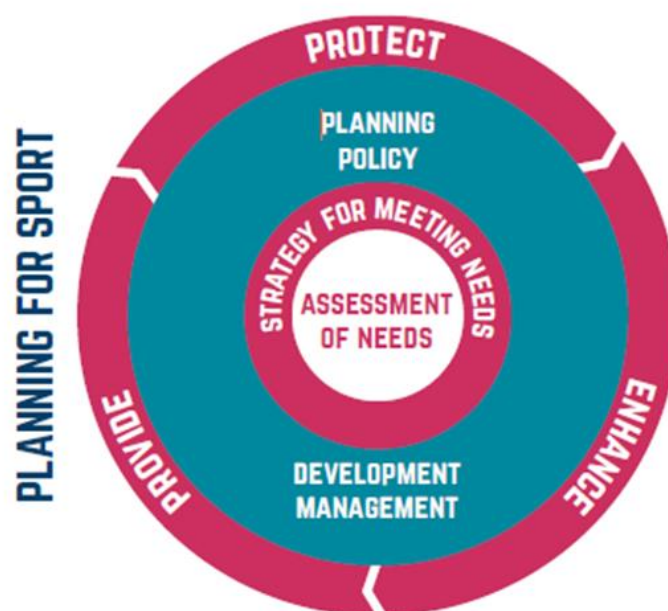 PLANNING FOR SPORT
PROTECT
PLANNING
POLICY
STRATEGY FOR MEETING NEEDS
ASSESSMENT
OF NEEDS
DEVELOPMENT
MANAGEMENT
PROVIDE
ENHANCE